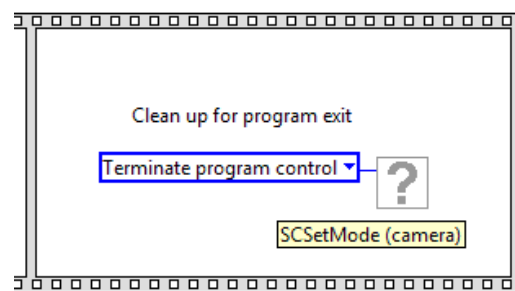 Clean up for program exit
Terminate program control
?
SCSetMode (camera)